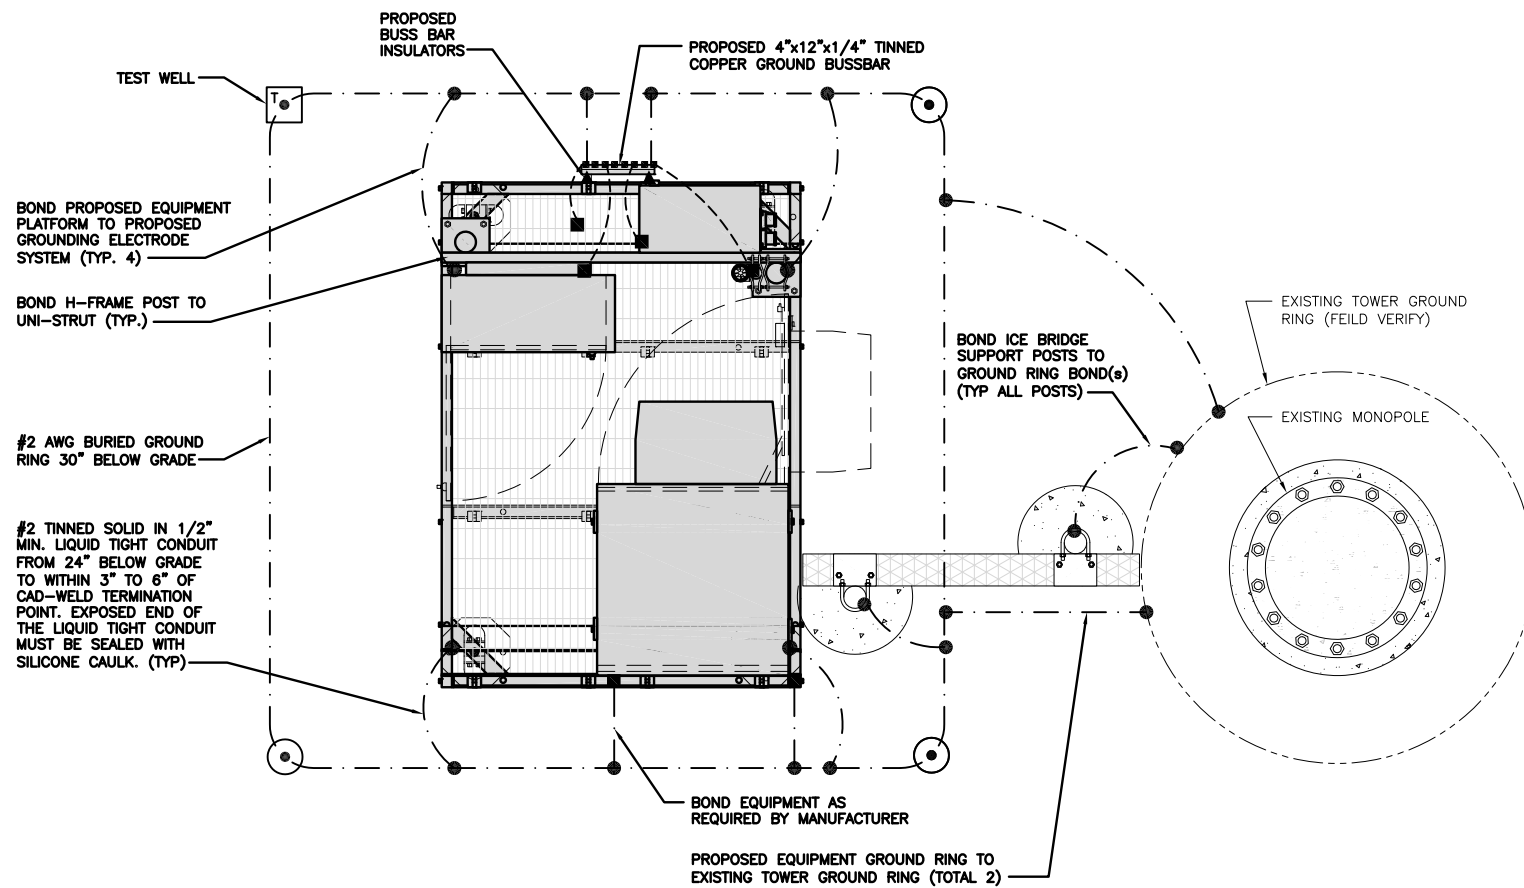 PROPOSED
BUSS BAR
INSULATORS
PROPOSED 4"x12"x1/4" TINNED
COPPER GROUND BUSSBAR
TEST WELL
T
BOND PROPOSED EQUIPMENT
PLATFORM TO PROPOSED
GROUNDING ELECTRODE
SYSTEM (TYP. 4)
BOND H-FRAME POST TO
UNI-STRUT (TYP.)
EXISTING TOWER GROUND
RING (FEILD VERIFY)
BOND ICE BRIDGE
SUPPORT POSTS TO
GROUND RING BOND(s)
(TYP ALL POSTS)
EXISTING MONOPOLE
#2 AWG BURIED GROUND
RING 30" BELOW GRADE
#2 TINNED SOLID IN 1/2"
MIN. LIQUID TIGHT CONDUIT
FROM 24" BELOW GRADE
TO WITHIN 3" TO 6" OF
CAD-WELD TERMINATION
POINT. EXPOSED END OF
THE LIQUID TIGHT CONDUIT
MUST BE SEALED WITH
SILICONE CAULK. (TYP)
BOND EQUIPMENT AS
REQUIRED BY MANUFACTURER
PROPOSED EQUIPMENT GROUND RING TO
EXISTING TOWER GROUND RING (TOTAL 2)